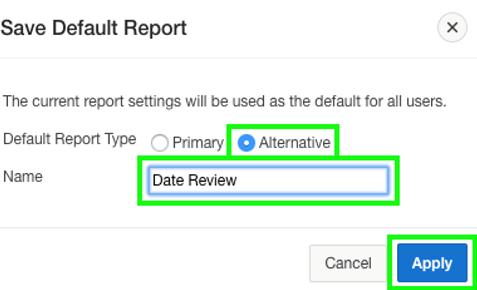 Save Default Report
The current report settings will be used as the default for all users.
Default Report Type Primary Alternative
Name Date Review
Cancel Apply